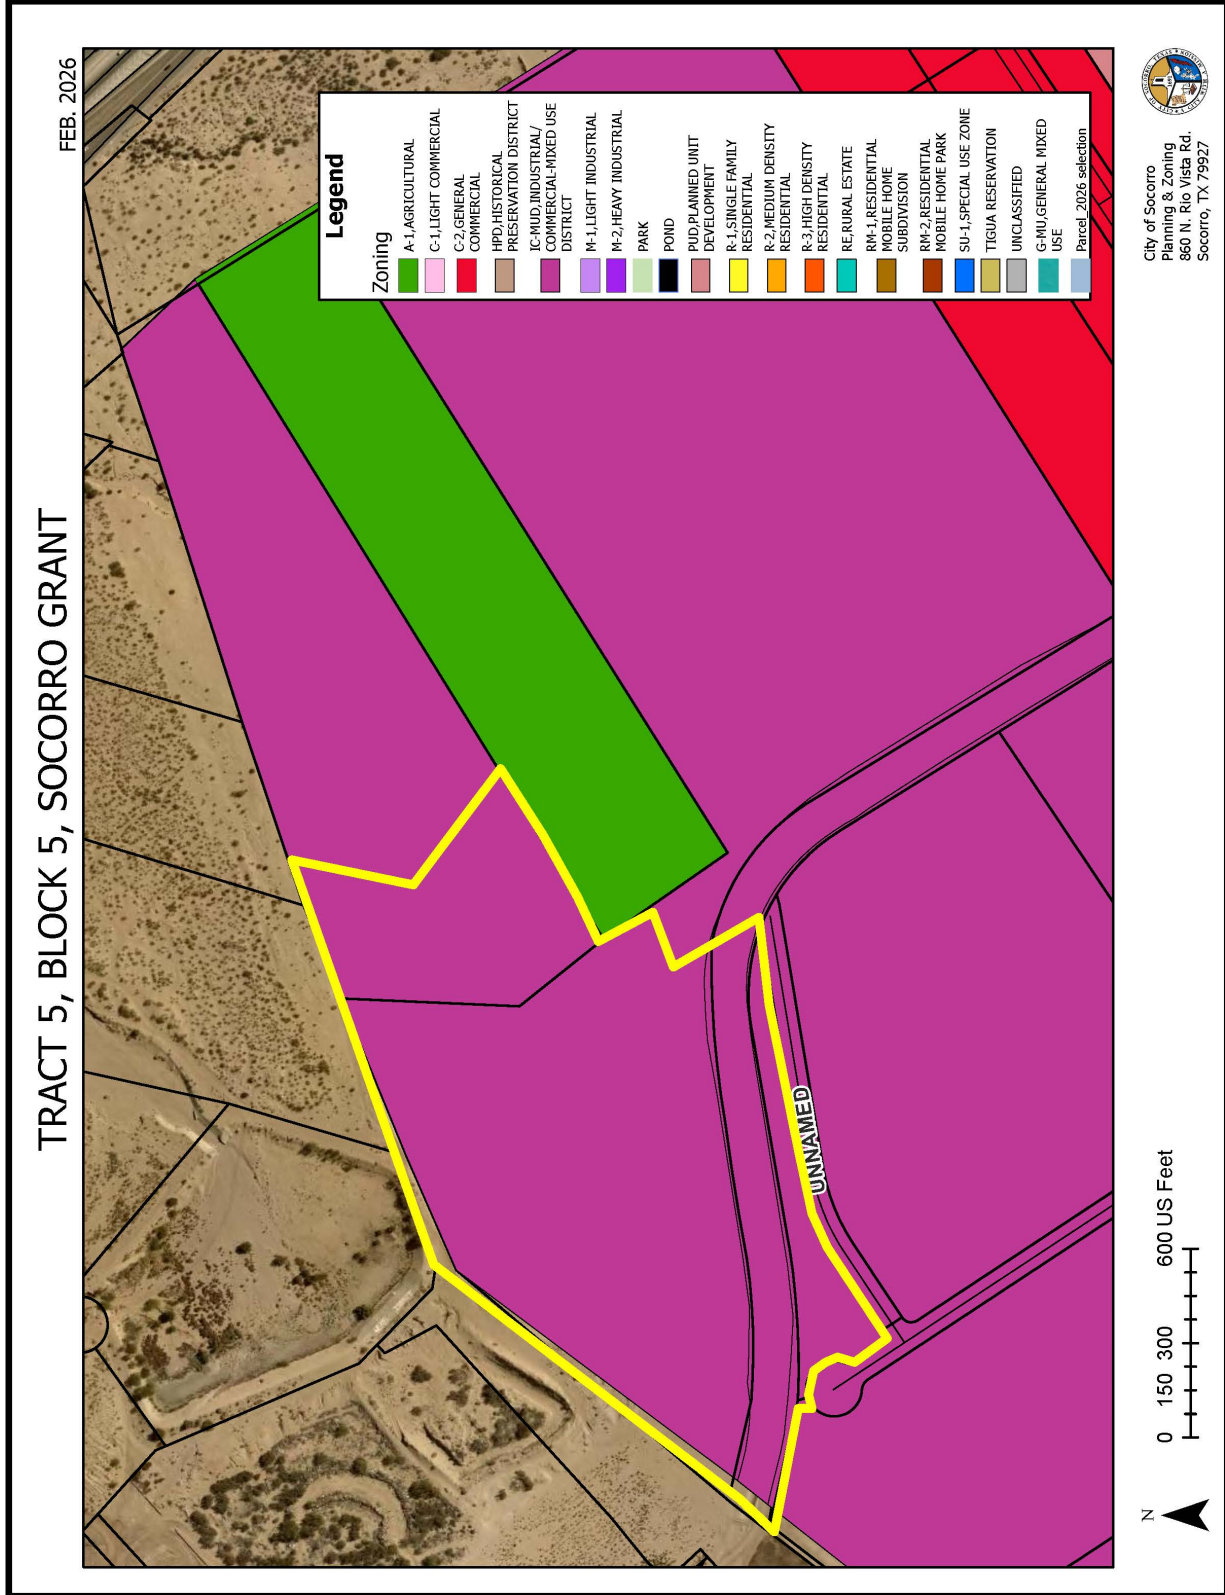 TRACT 5, BLOCK 5, SOCORRO GRANT
FEB. 2026
Legend
Zoning
A-1,AGRICULTURAL
C-1,LIGHT COMMERCIAL
C-2,GENERAL
COMMERCIAL
HPD,HISTORICAL
PRESERVATION DISTRICT
IC-MUD,INDUSTRIAL/
COMMERCIAL-MIXED USE
DISTRICT
M-1,LIGHT INDUSTRIAL
M-2,HEAVY INDUSTRIAL
PARK
POND
PUD,PLANNED UNIT
DEVELOPMENT
R-1,SINGLE FAMILY
RESIDENTIAL
R-2,MEDIUM DENSITY
RESIDENTIAL
R-3,HIGH DENSITY
RESIDENTIAL
RE,RURAL ESTATE
RM-1,RESIDENTIAL
MOBILE HOME
SUBDIVISION
RM-2,RESIDENTIAL
MOBILE HOME PARK
SU-1,SPECIAL USE ZONE
TIGUA RESERVATION
UNCLASSIFIED
G-MU,GENERAL MIXED
USE
Parcel_2026 selection
UNNAMED
N
0 150 300 600 US Feet
City of Socorro
Planning & Zoning
860 N. Rio Vista Rd.
Socorro, TX 79927